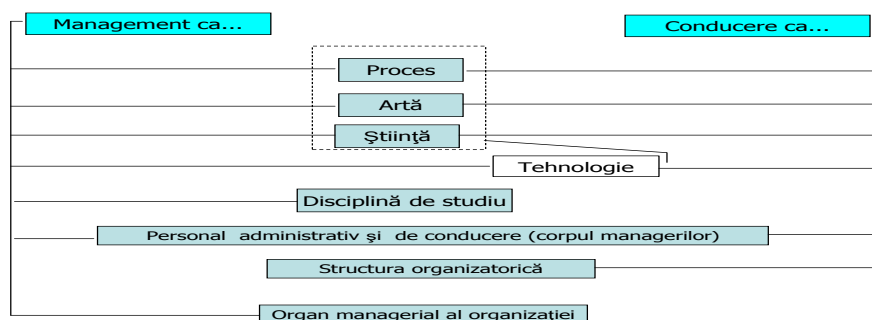 Management ca...
Conducere ca...
Proces
Artă
Ştiinţă
Tehnologie
Disciplină de studiu
Personal administrativ şi de conducere (corpul managerilor)
Structura organizatorică
Organ managerial al organizaţiei